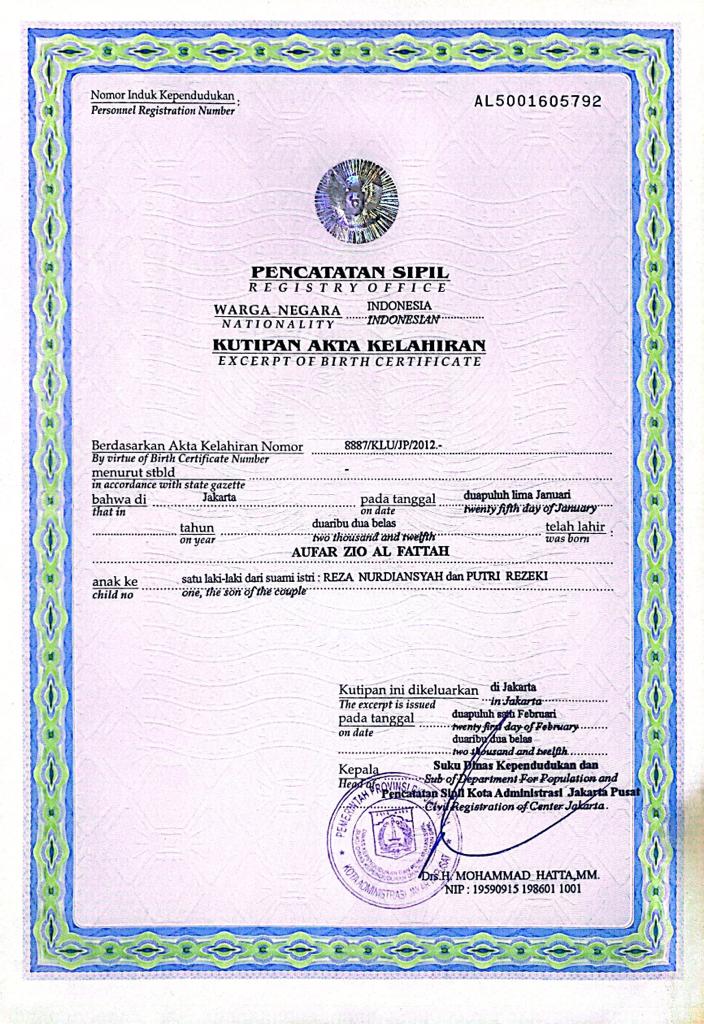 Nomor Induk Kependudukan :
Personnel Registration Number
AL5001605792
PENCATATAN SIPIL
REGISTRY OFFICE
WARGA NEGARA INDONESIA
NATIONALITY INDONESIAN
KUTIPAN AKTA KELAHIRAN
EXCERPT OF BIRTH CERTIFICATE
Berdasarkan Akta Kelahiran Nomor 8887/KLU/JP/2012.-
By virtue of Birth Certificate Number
menurut stbld -
in accordance with state gazette
bahwa di Jakarta pada tanggal duapuluh lima Januari
that in on date twenty fifth day of January
tahun duaribu dua belas telah lahir :
on year two thousand and twelfth was born
AUFAR ZIO AL FATTAH
anak ke satu laki-laki dari suami istri : REZA NURDIANSYAH dan PUTRI REZEKI
child no one, the son of the couple
Kutipan ini dikeluarkan di Jakarta
The excerpt is issued in Jakarta
pada tanggal duapuluh satu Februari
on date twenty first day of February
duaribu dua belas
two thousand and twelfth
Kepala Suku Dinas Kependudukan dan
Head of Sub of Department For Population and
Pencatatan Sipil Kota Administrasi Jakarta Pusat
Civil Registration of Center Jakarta.
PEMERINTAH PROVINSI
KOTA ADMINISTRASI
Drs.H. MOHAMMAD HATTA,MM.
NIP : 19590915 198601 1001